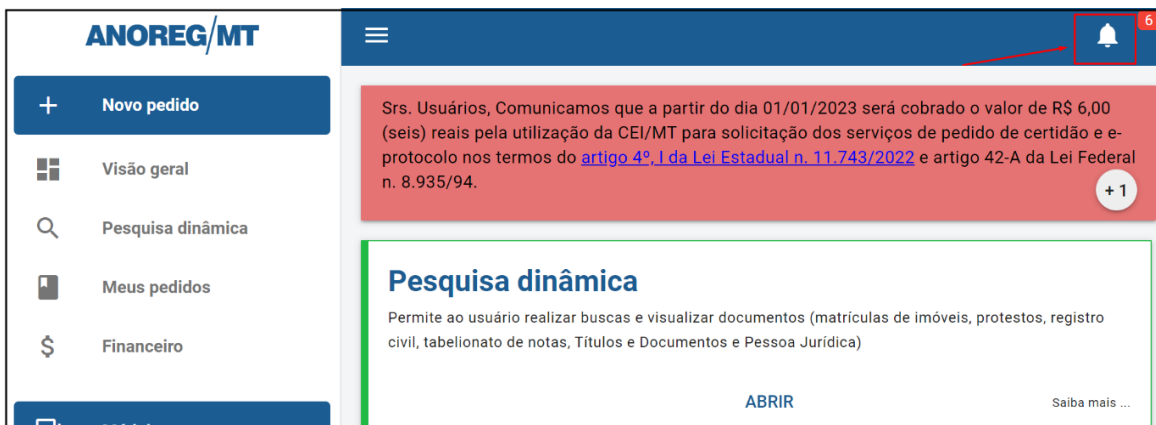 ANOREG/MT
6
Novo pedido
Visão geral
Pesquisa dinâmica
Meus pedidos
Financeiro
Srs. Usuários, Comunicamos que a partir do dia 01/01/2023 será cobrado o valor de R$ 6,00
(seis) reais pela utilização da CEI/MT para solicitação dos serviços de pedido de certidão e e-
protocolo nos termos do artigo 4º, I da Lei Estadual n. 11.743/2022 e artigo 42-A da Lei Federal
n. 8.935/94.
+ 1
Pesquisa dinâmica
Permite ao usuário realizar buscas e visualizar documentos (matrículas de imóveis, protestos, registro
civil, tabelionato de notas, Títulos e Documentos e Pessoa Jurídica)
ABRIR
Saiba mais ...